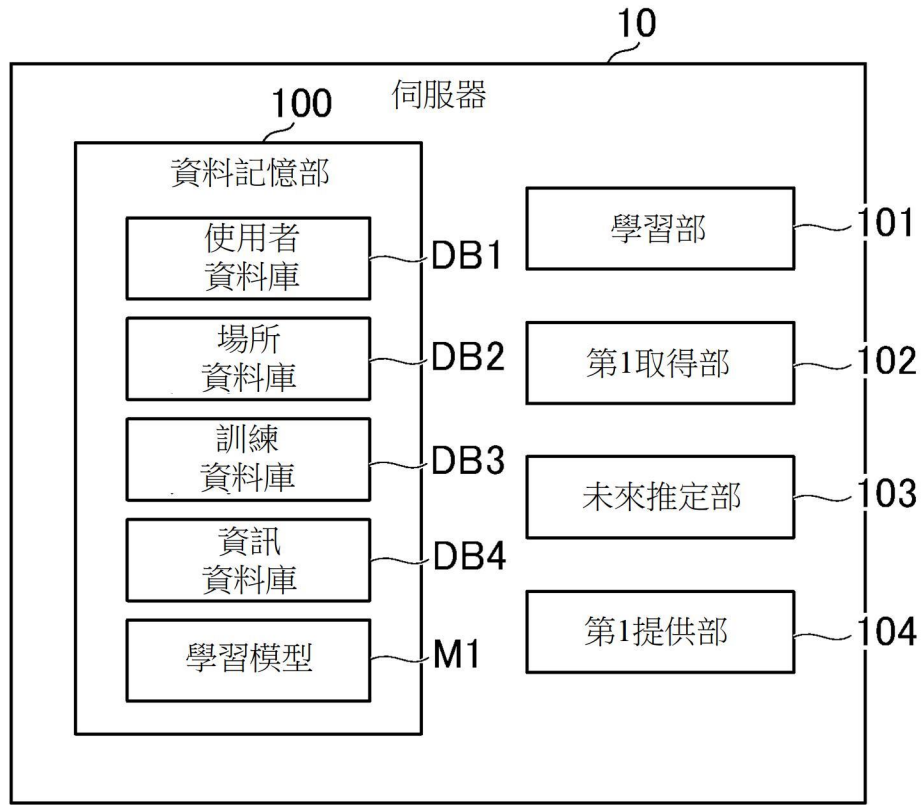 10
伺服器
100
資料記憶部
使用者
資料庫
DB1
場所
資料庫
DB2
訓練
資料庫
DB3
資訊
資料庫
DB4
學習模型
M1
學習部
101
第1取得部
102
未來推定部
103
第1提供部
104